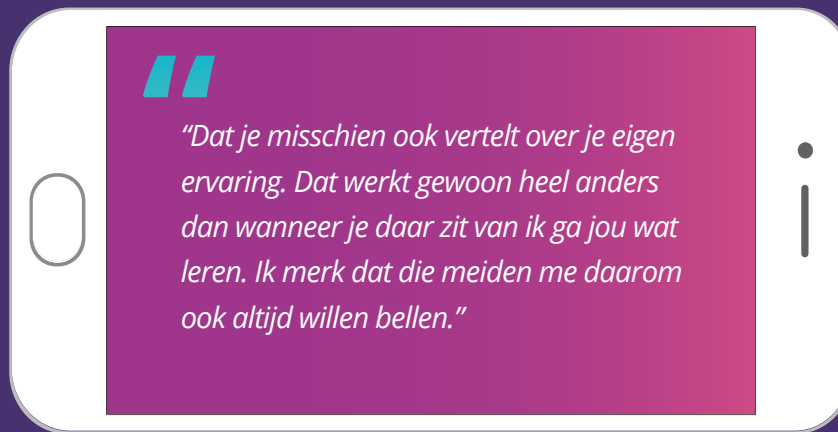 “Dat je misschien ook vertelt over je eigen
ervaring. Dat werkt gewoon heel anders
dan wanneer je daar zit van ik ga jou wat
leren. Ik merk dat die meiden me daarom
ook altijd willen bellen.”